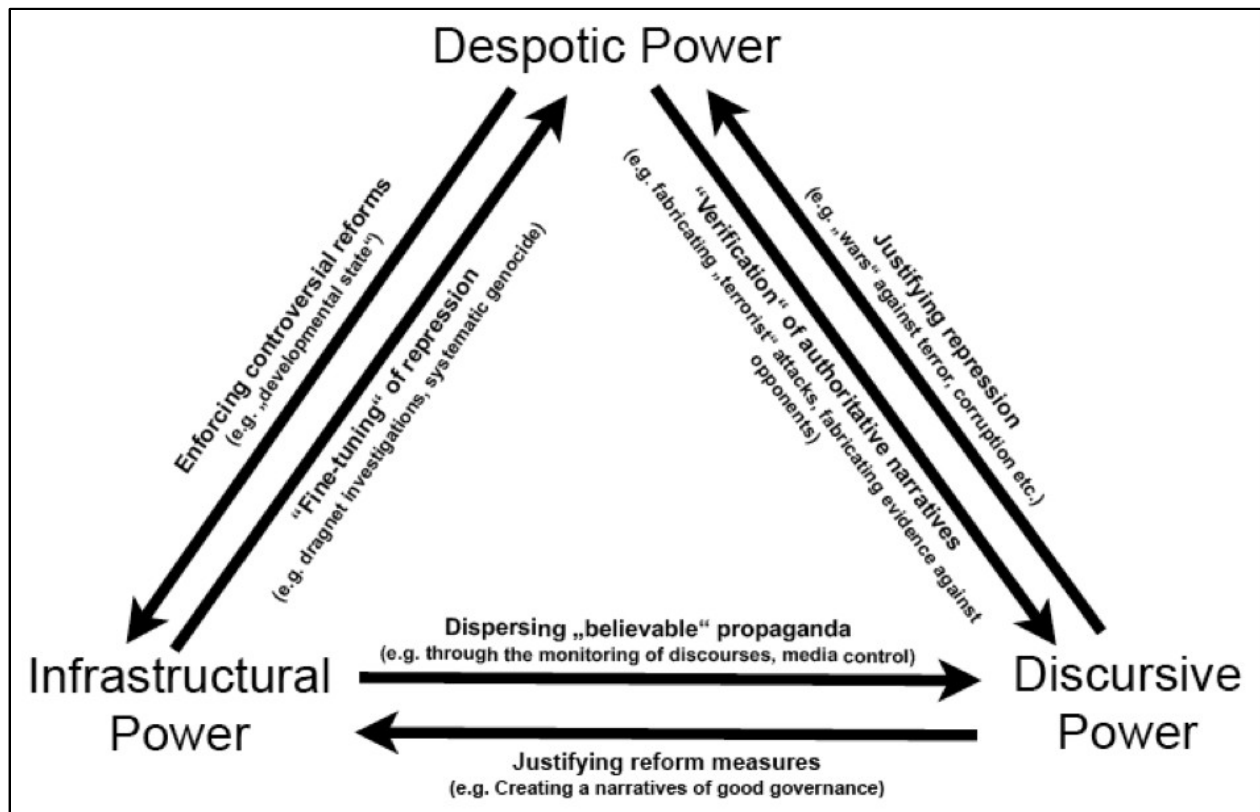 Despotic Power
Enforcing controversial reforms
(e.g. „developmental state“)
“Fine-tuning“ of repression
(e.g. dragnet investigations, systematic genocide)
“Verification“ of authoritative narratives
(e.g. fabricating „terrorist“ attacks, fabricating evidence against
opponents)
Justifying repression
(e.g. „wars“ against terror, corruption etc.)
Dispersing „believable“ propaganda
(e.g. through the monitoring of discourses, media control)
Infrastructural
Power
Discursive
Power
Justifying reform measures
(e.g. Creating a narratives of good governance)